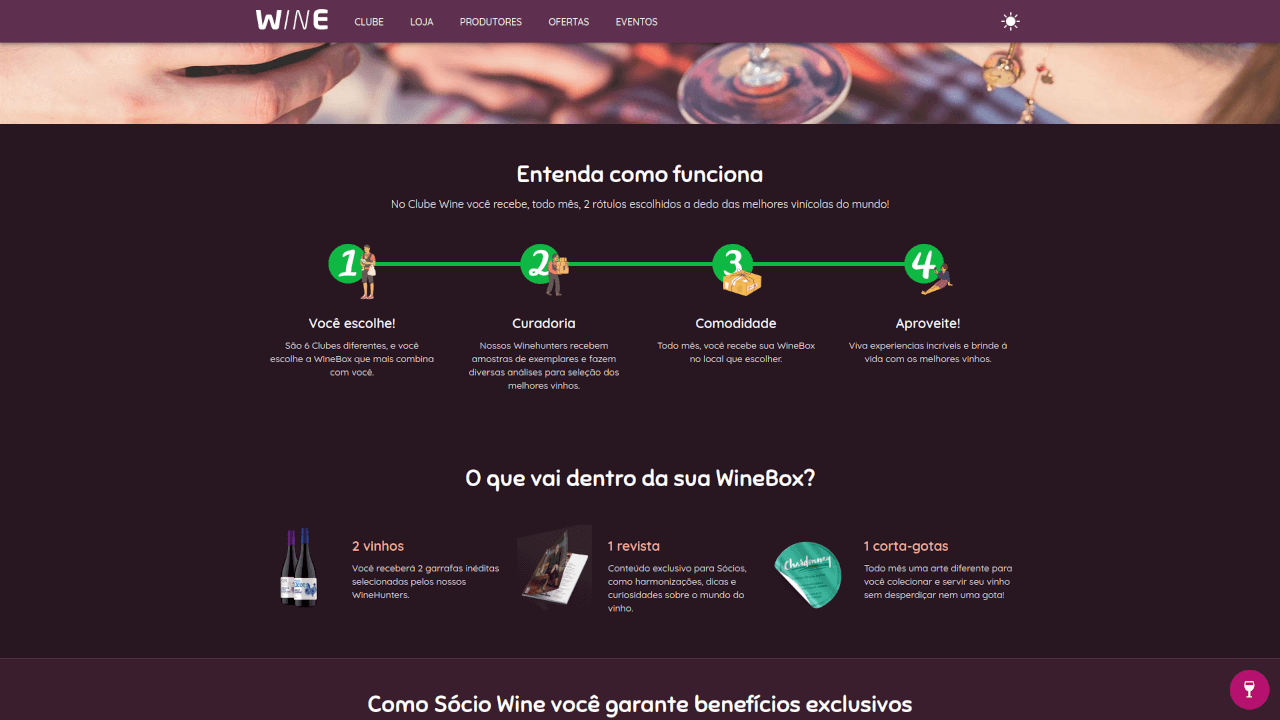 WINE CLUBE LOJA PRODUTORES OFERTAS EVENTOS
Entenda como funciona
No Clube Wine você recebe, todo mês, 2 rótulos escolhidos a dedo das melhores vinícolas do mundo!
1 2 3 4
Você escolhe!
São 6 Clubes diferentes, e você
escolhe a WineBox que mais combina
com você.
Curadoria
Nossos Winehunters recebem
amostras de exemplares e fazem
diversas análises para seleção dos
melhores vinhos.
Comodidade
Todo mês, você recebe sua WineBox
no local que escolher.
Aproveite!
Viva experiencias incríveis e brinde á
vida com os melhores vinhos.
O que vai dentro da sua WineBox?
2 vinhos
Você receberá 2 garrafas inéditas
selecionadas pelos nossos
WineHunters.
1 revista
Conteúdo exclusivo para Sócios,
como harmonizações, dicas e
curiosidades sobre o mundo do
vinho.
Chardonnay
1 corta-gotas
Todo mês uma arte diferente para
você colecionar e servir seu vinho
sem desperdiçar nem uma gota!
Como Sócio Wine você garante benefícios exclusivos